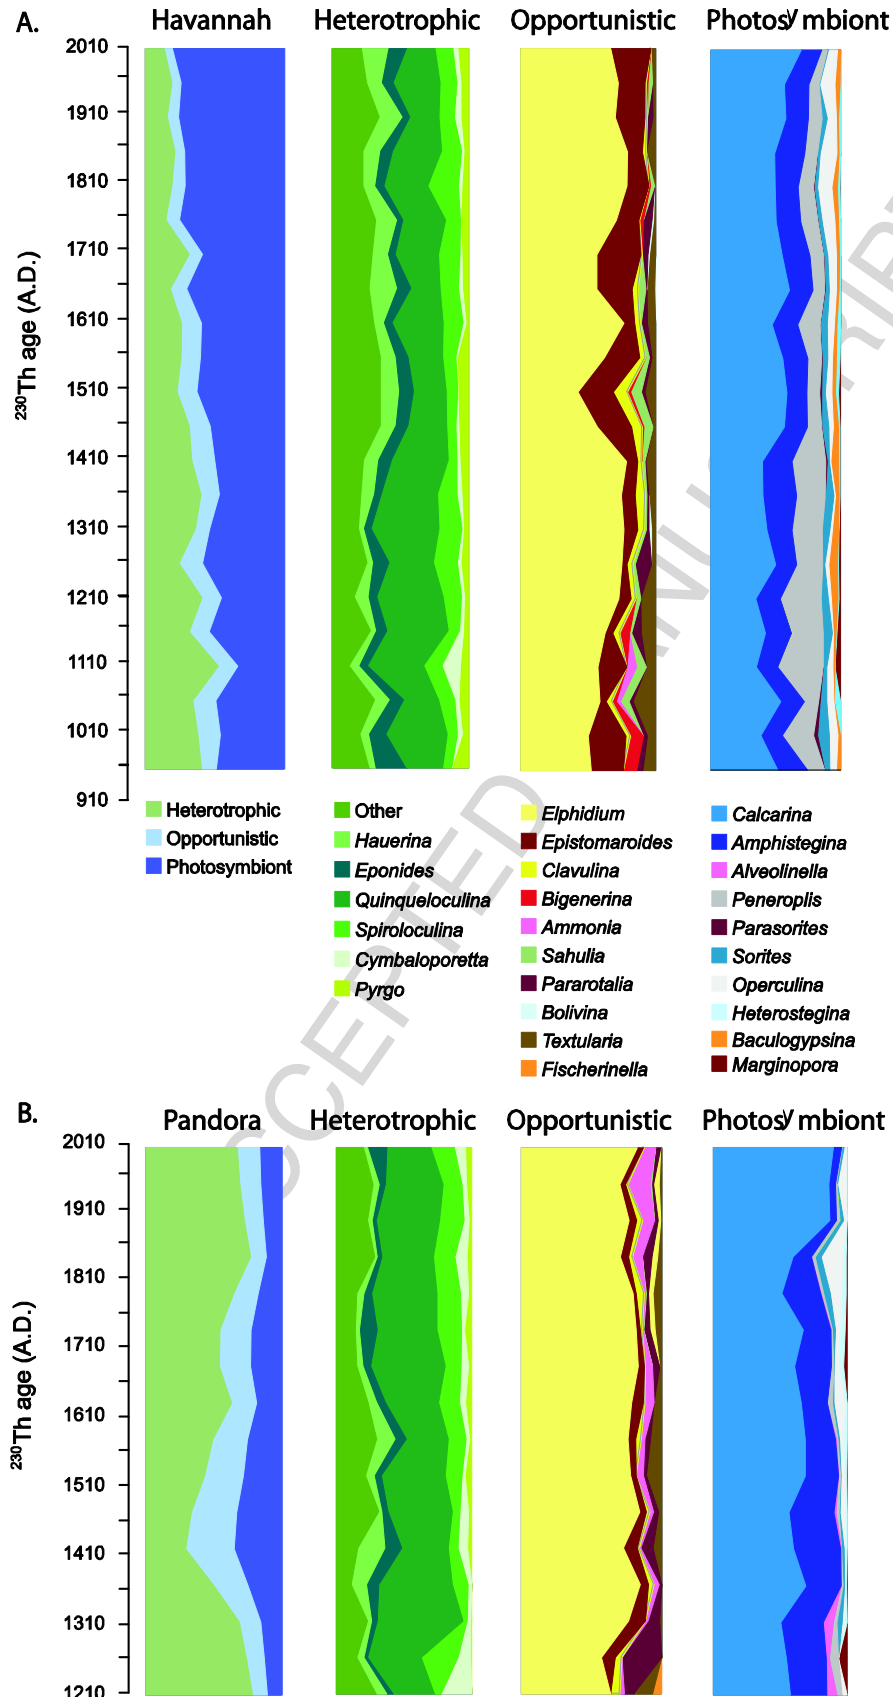 A.
Havannah Heterotrophic Opportunistic Photosymbiont
2010
1910
1810
1710
1610
1510
1410
1310
1210
1110
1010
910
230Th age (A.D.)
Heterotrophic
Opportunistic
Photosymbiont
Other
Hauerina
Eponides
Quinqueloculina
Spiroloculina
Cymbaloporetta
Pyrgo
Elphidium
Epistomaroides
Clavulina
Bigenerina
Ammonia
Sahulia
Pararotalia
Bolivina
Textularia
Fischerinella
Calcarina
Amphistegina
Alveolinella
Peneroplis
Parasorites
Sorites
Operculina
Heterostegina
Baculogypsina
Marginopora
B.
Pandora Heterotrophic Opportunistic Photosymbiont
2010
1910
1810
1710
1610
1510
1410
1310
1210
230Th age (A.D.)